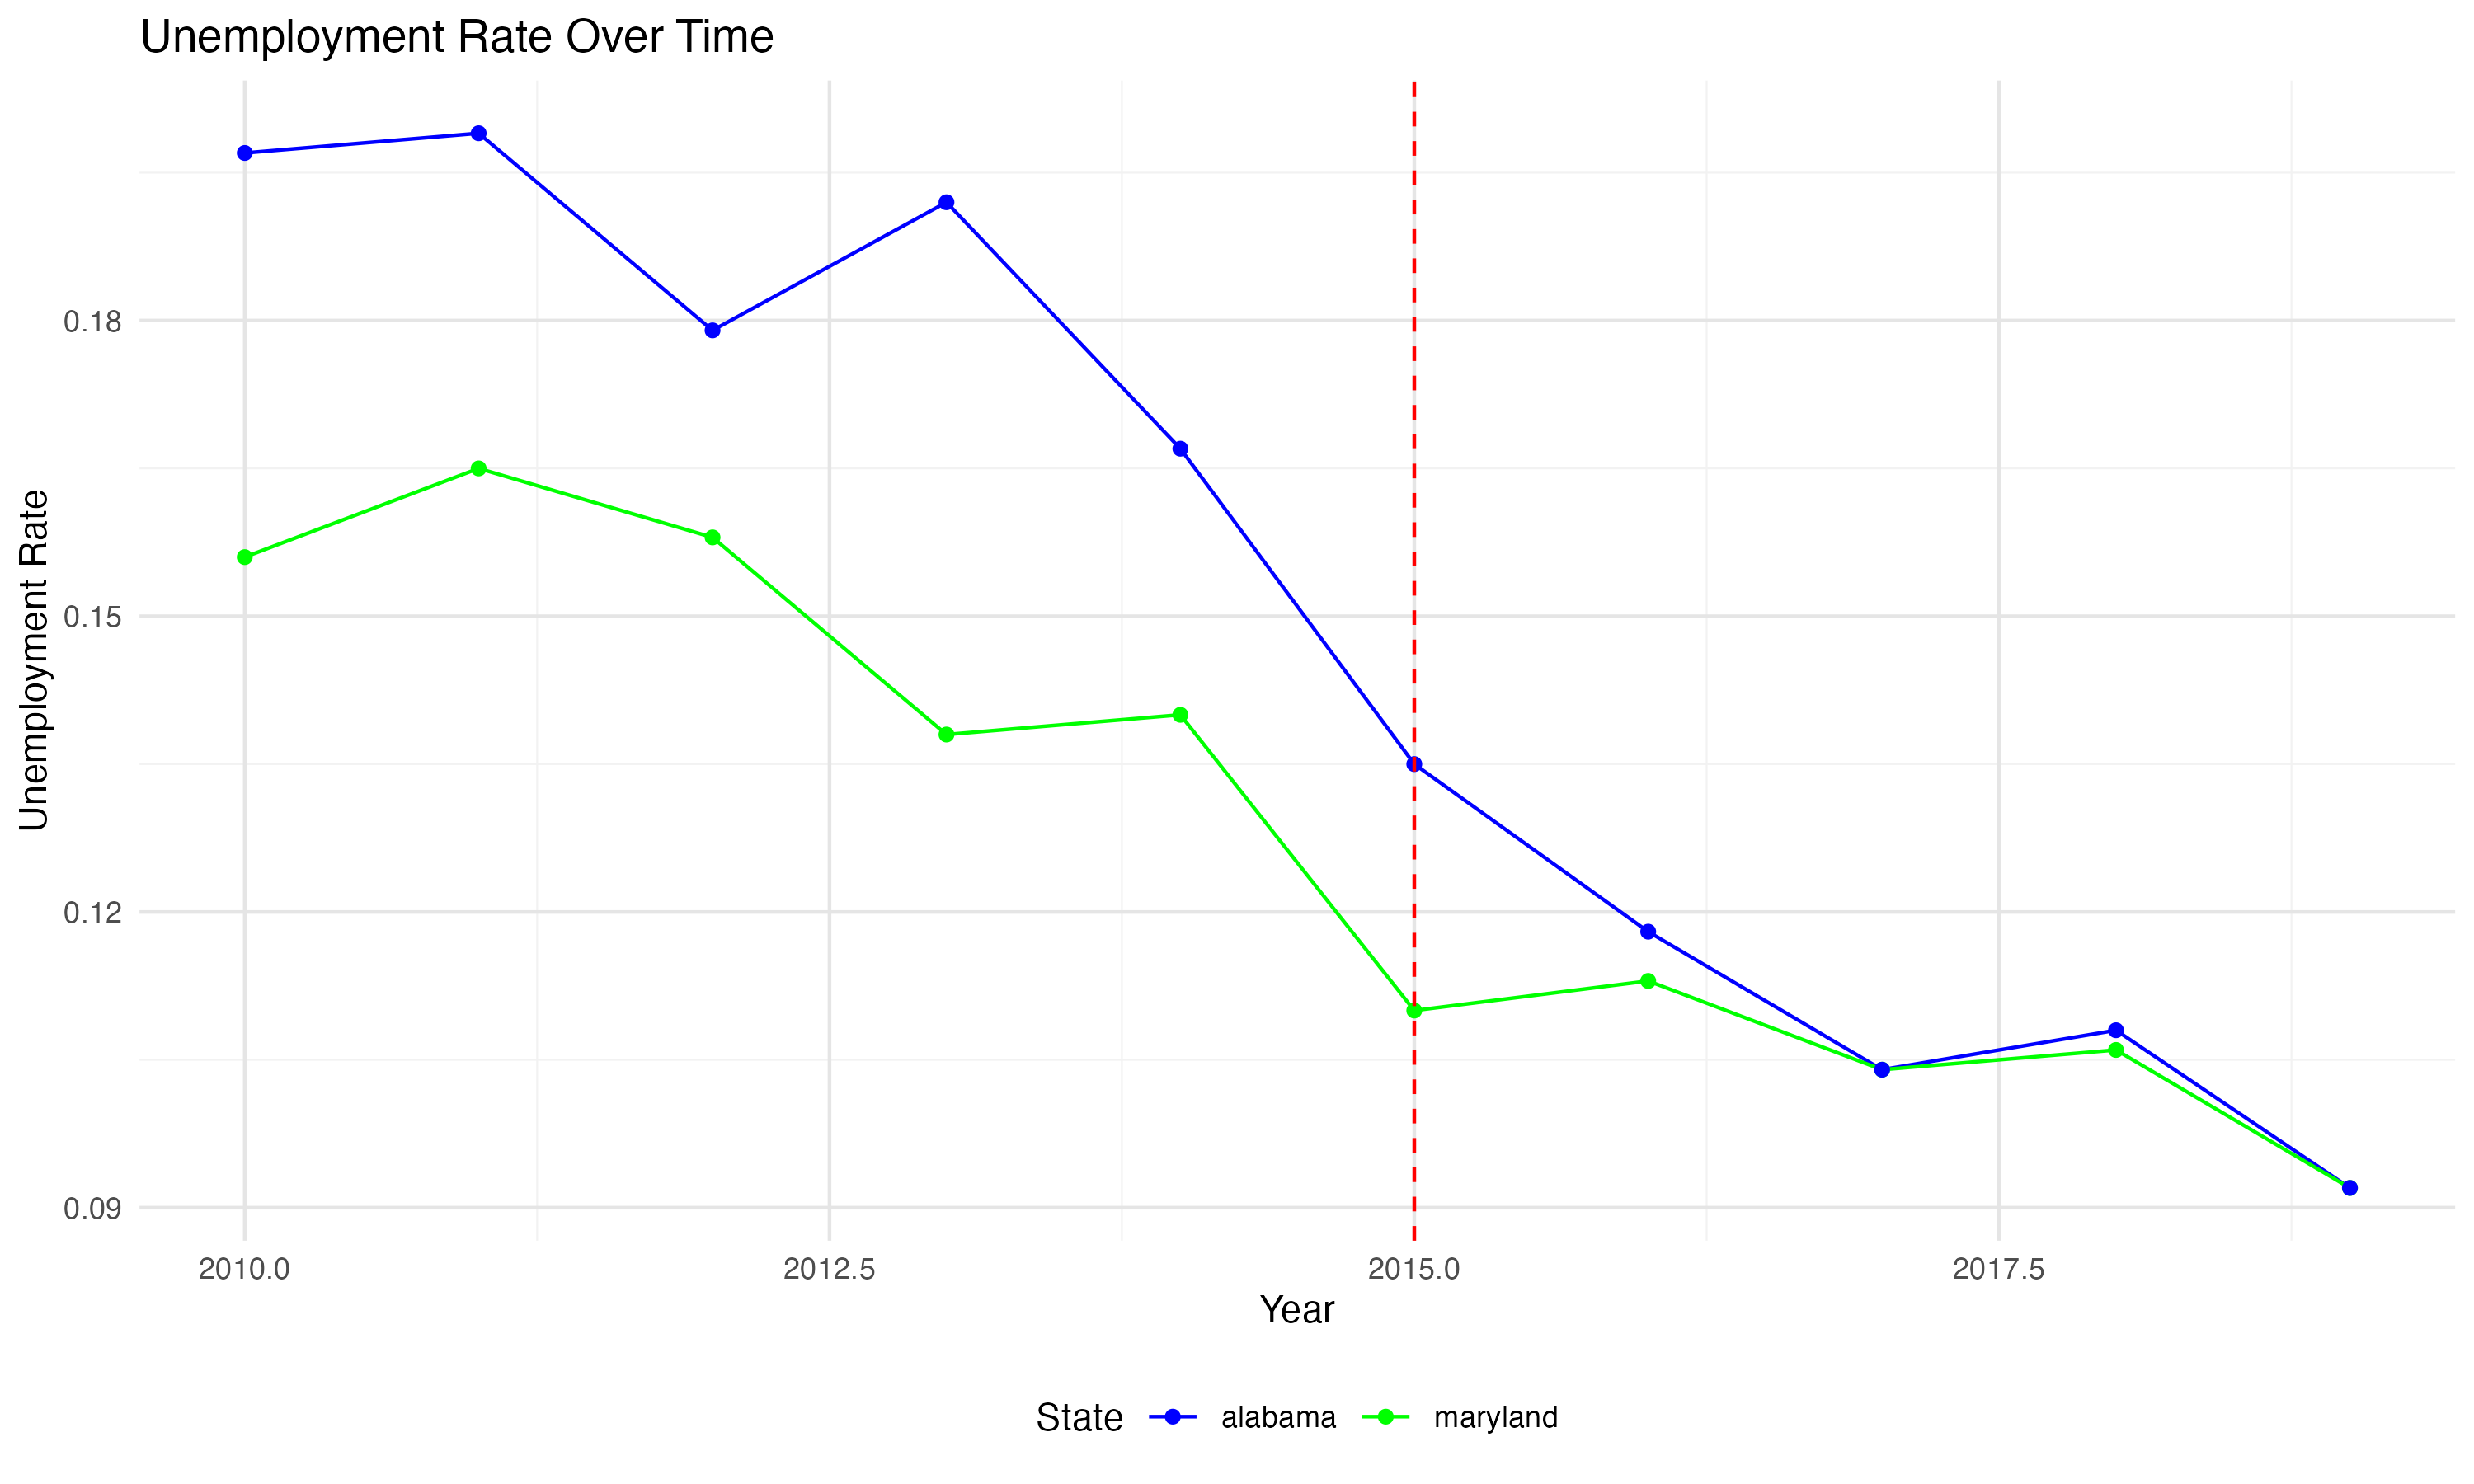 Unemployment Rate Over Time
Unemployment Rate
0.18
0.15
0.12
0.09
2010.0 2012.5 2015.0 2017.5
Year
State alabama maryland